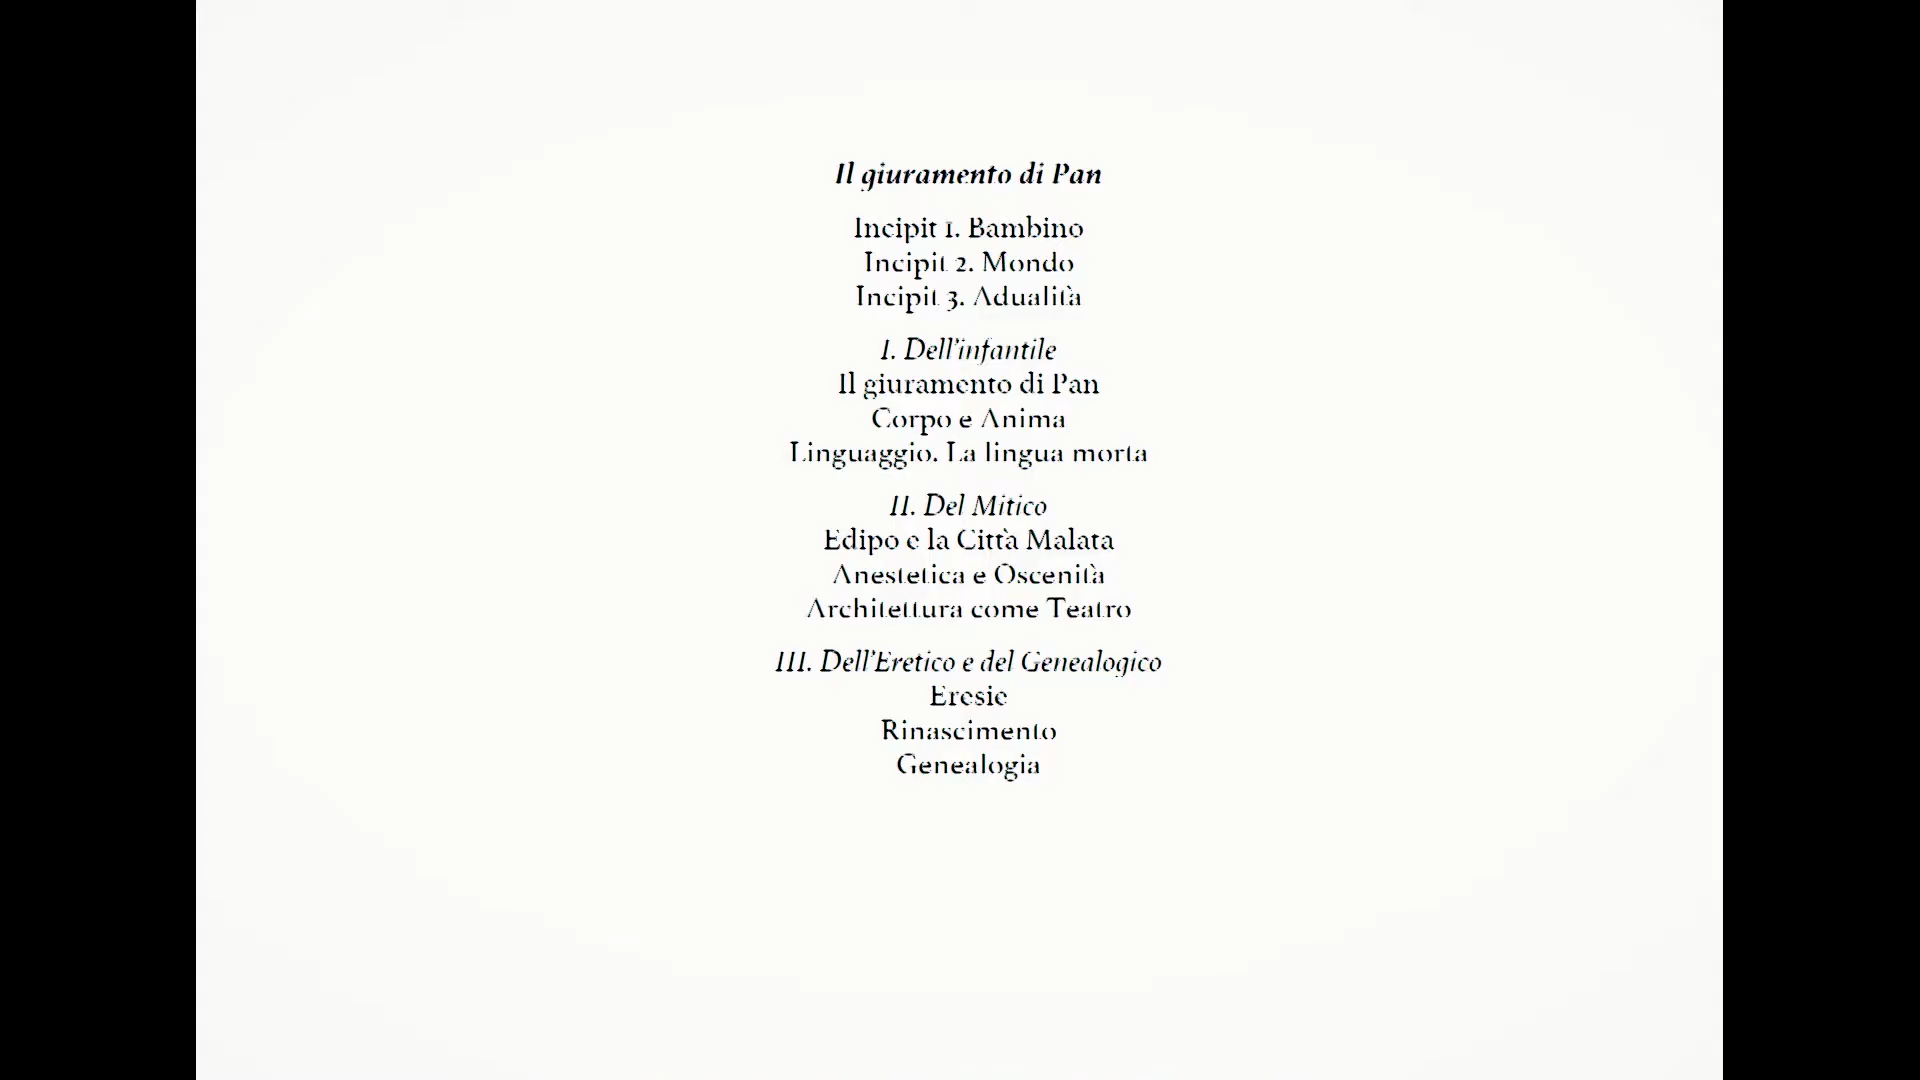 Il giuramento di Pan
Incipit 1. Bambino
Incipit 2. Mondo
Incipit 3. Adualità
I. Dell'infantile
Il giuramento di Pan
Corpo e Anima
Linguaggio. La lingua morta
II. Del Mitico
Edipo e la Città Malata
Anestetica e Oscenità
Architettura come Teatro
III. Dell'Eretico e del Genealogico
Eresie
Rinascimento
Genealogia